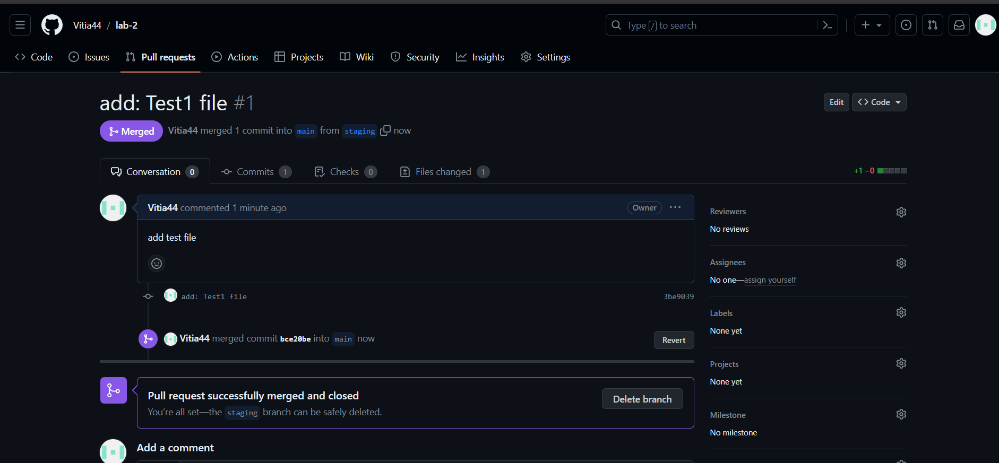 Vitia44 / lab-2
Type / to search
Code Issues Pull requests Actions Projects Wiki Security Insights Settings
add: Test1 file #1
Edit Code
Merged Vitia44 merged 1 commit into main from staging now
Conversation 0 Commits 1 Checks 0 Files changed 1 +1 −0
Vitia44 commented 1 minute ago Owner ···
add test file
add: Test1 file 3be9039
Vitia44 merged commit bce20be into main now Revert
Pull request successfully merged and closed
You’re all set—the staging branch can be safely deleted.
Delete branch
Add a comment
Reviewers
No reviews
Assignees
No one—assign yourself
Labels
None yet
Projects
None yet
Milestone
No milestone